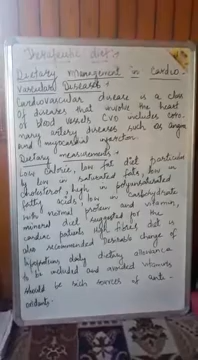 Therapeutic diet :-
Dietary management in Cardio-
Vascular Diseases :-
Cardiovascular disease is a class
of diseases that involve the heart
of blood vessels CVD includes coro-
nary artery diseases such as angina
and myocardial infarction.
Dietary measurements :-
Low calorie, low fat diet particular
ly low in saturated fats, low in
cholesterol, high in polyunsaturated
fatty acids, low in carbohydrate
with normal protein and vitamin,
mineral diet suggested for the
cardiac patients High fibres diet is
also recommended Desirable change of
daily dietary allowance
to be included and avoided vitamins
should be rich sources of anti-
oxidants.